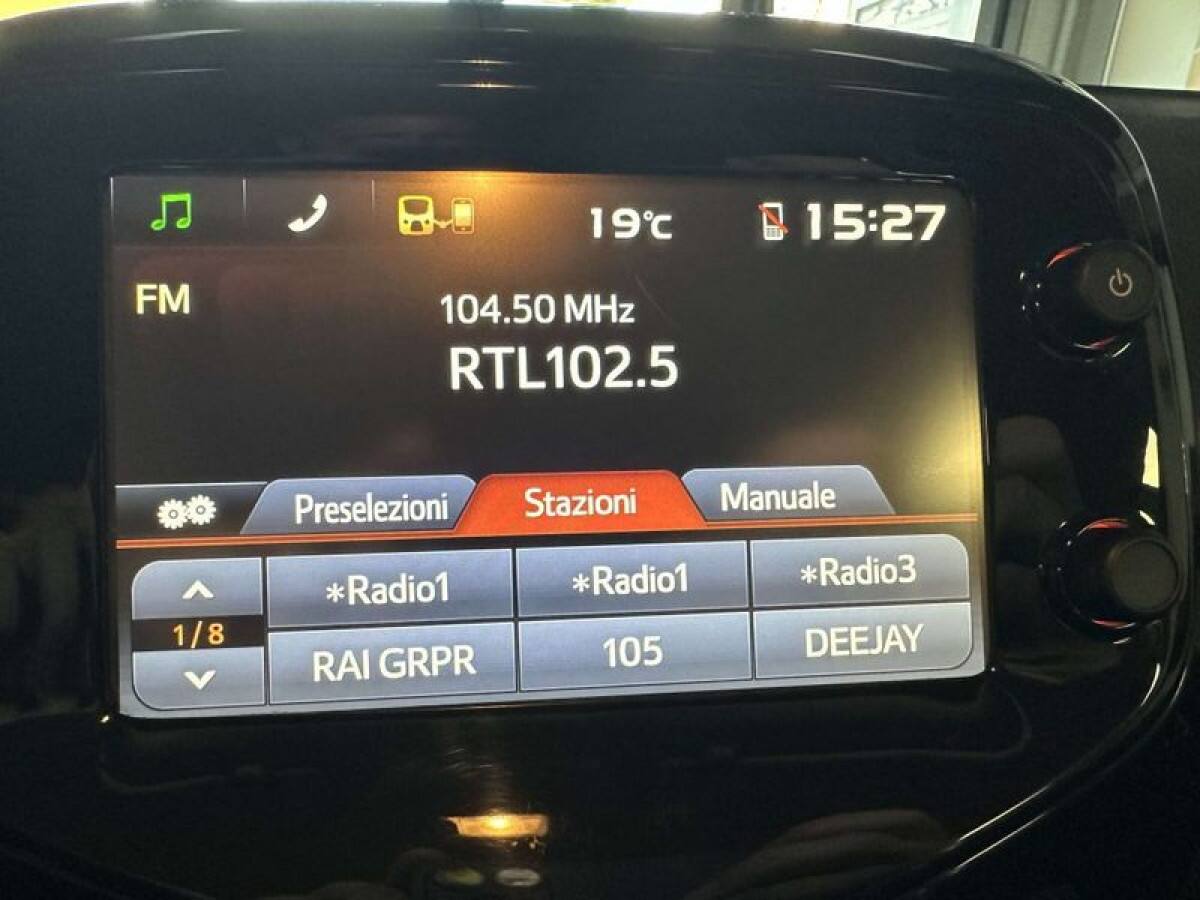 19°C 15:27
FM
104.50 MHz
RTL102.5
Preselezioni Stazioni Manuale
*Radio1 *Radio1 *Radio3
1/8
RAI GRPR 105 DEEJAY